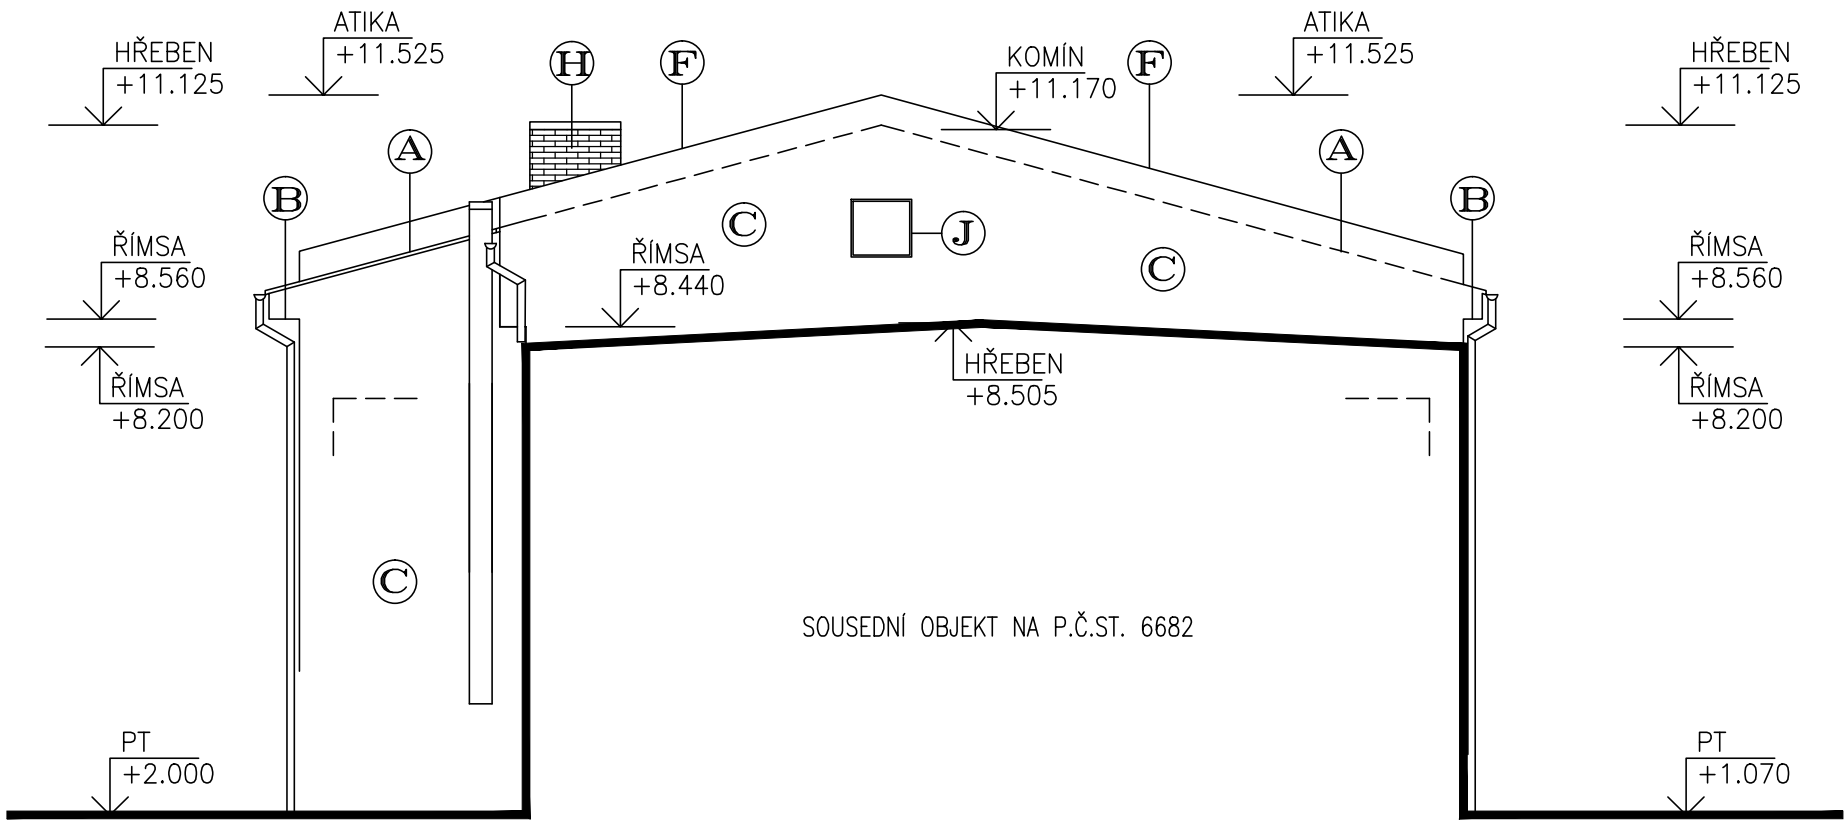 ATIKA
+11.525
HŘEBEN
+11.125
H
F
KOMÍN
+11.170
F
ATIKA
+11.525
HŘEBEN
+11.125
A
A
B
B
C
J
C
ŘÍMSA
+8.560
ŘÍMSA
+8.440
ŘÍMSA
+8.560
HŘEBEN
+8.505
ŘÍMSA
+8.200
ŘÍMSA
+8.200
C
SOUSEDNÍ OBJEKT NA P.Č.ST. 6682
PT
+2.000
PT
+1.070